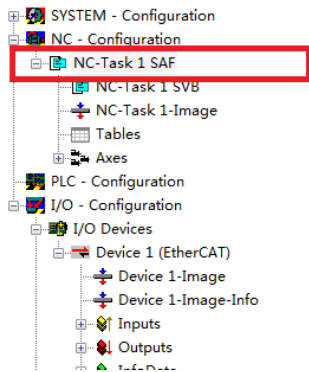 SYSTEM - Configuration
NC - Configuration
NC-Task 1 SAF
NC-Task 1 SVB
NC-Task 1-Image
Tables
Axes
PLC - Configuration
I/O - Configuration
I/O Devices
Device 1 (EtherCAT)
Device 1-Image
Device 1-Image-Info
Inputs
Outputs
InfoData